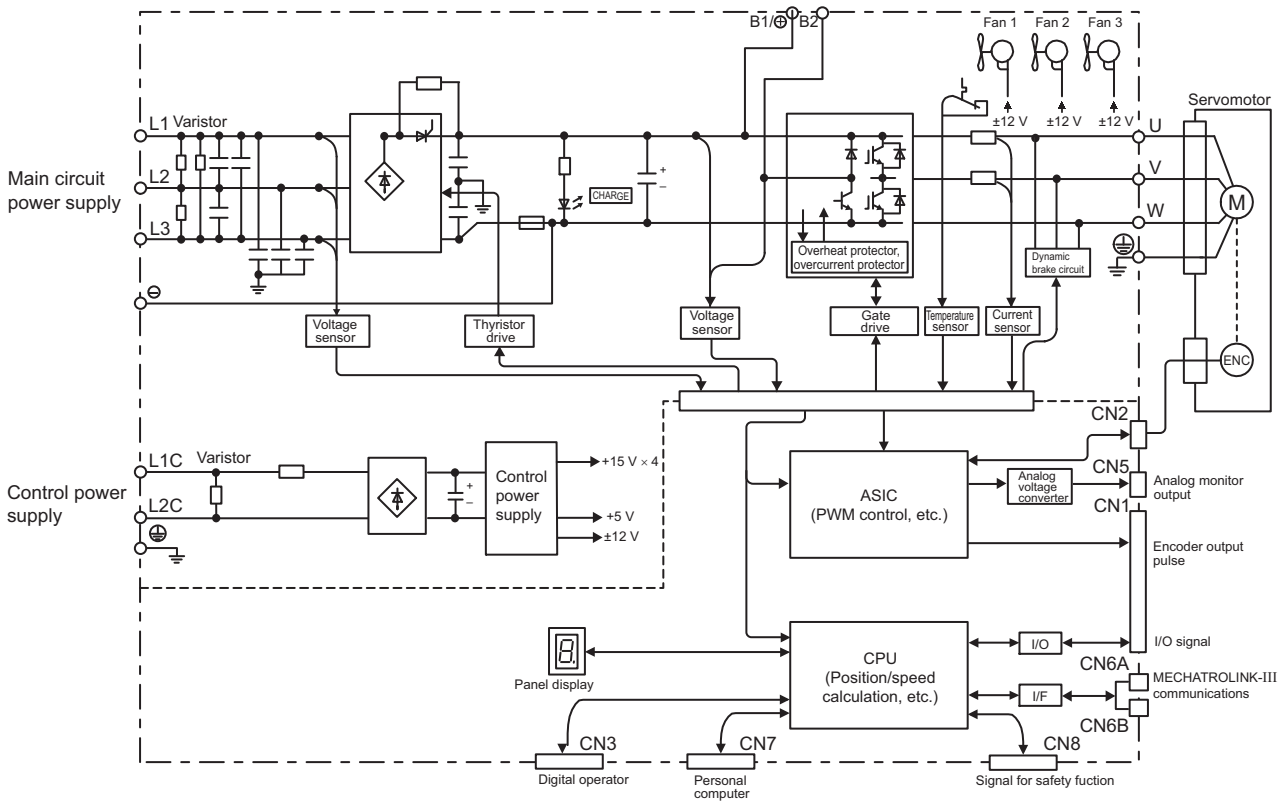 B1/⊕ B2
Fan 1 Fan 2 Fan 3
±12 V ±12 V ±12 V
Servomotor
Main circuit
power supply
L1 Varistor
L2
L3
⊖
+
–
CHARGE
Overheat protector,
overcurrent protector
U
V
W
M
ENC
Dynamic
brake circuit
Voltage
sensor
Thyristor
drive
Voltage
sensor
Gate
drive
Temperature
sensor
Current
sensor
Control power
supply
L1C Varistor
L2C
+
–
Control
power
supply
+15 V × 4
+5 V
±12 V
ASIC
(PWM control, etc.)
Analog
voltage
converter
CN2
CN5
Analog monitor
output
CN1
Encoder output
pulse
I/O signal
CPU
(Position/speed
calculation, etc.)
I/O
I/F
CN6A
MECHATROLINK-III
communications
CN6B
8.
Panel display
CN3
Digital operator
CN7
Personal
computer
CN8
Signal for safety fuction